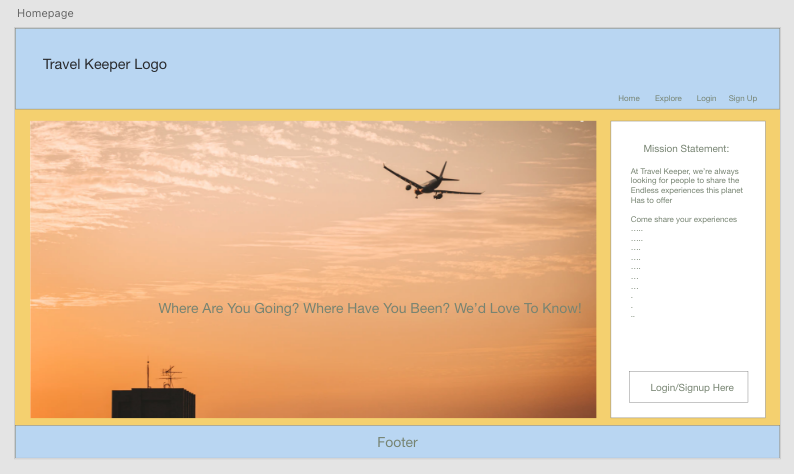 Homepage
Travel Keeper Logo
Home Explore Login Sign Up
Mission Statement:
At Travel Keeper, we're always
looking for people to share the
Endless experiences this planet
Has to offer
Come share your experiences
.....
.....
....
....
....
....
...
.
.
..
Where Are You Going? Where Have You Been? We'd Love To Know!
Login/Signup Here
Footer